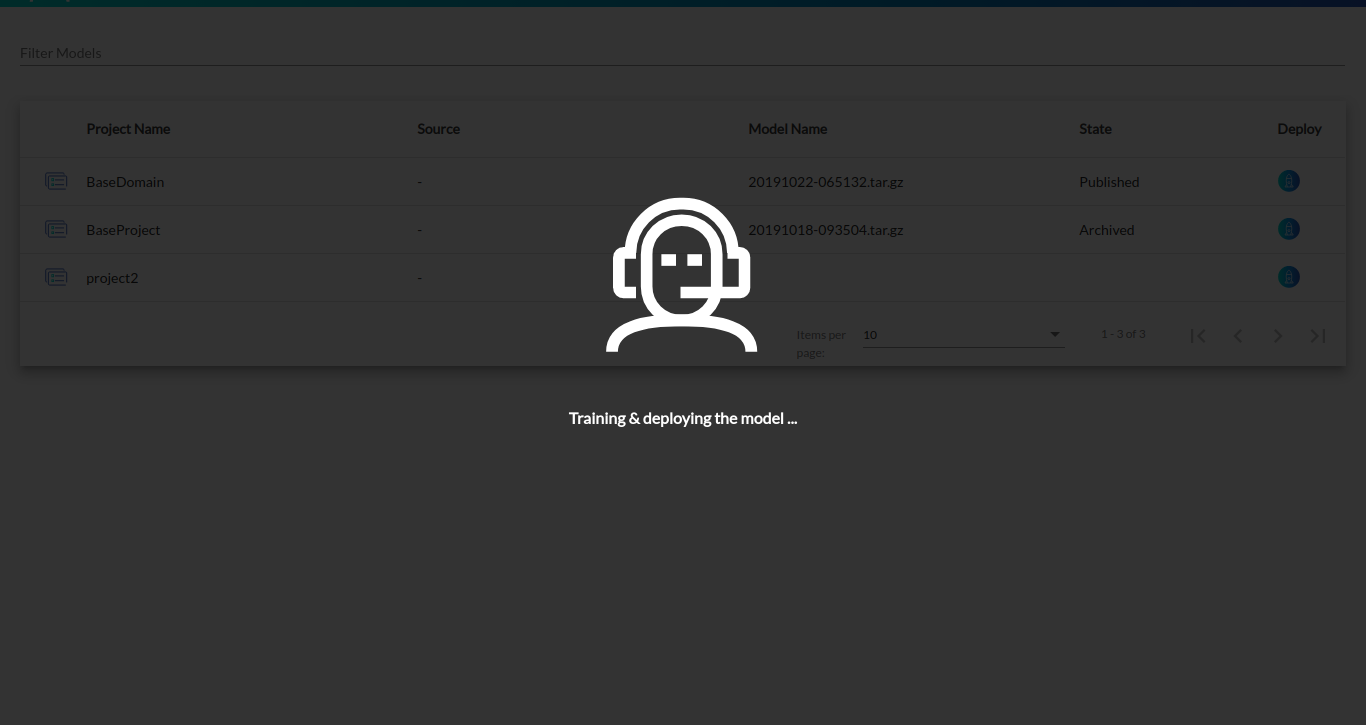 Filter Models
Project Name Source Model Name State Deploy
BaseDomain - 20191022-065132.tar.gz Published
BaseProject - 20191018-093504.tar.gz Archived
project2 -
Items per page: 10 1 - 3 of 3
Training & deploying the model ...